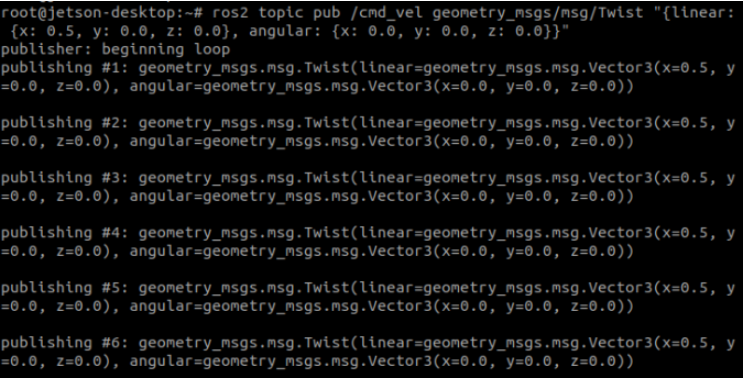 root@jetson-desktop:~# ros2 topic pub /cmd_vel geometry_msgs/msg/Twist "{linear:
 {x: 0.5, y: 0.0, z: 0.0}, angular: {x: 0.0, y: 0.0, z: 0.0}}"
publisher: beginning loop
publishing #1: geometry_msgs.msg.Twist(linear=geometry_msgs.msg.Vector3(x=0.5, y
=0.0, z=0.0), angular=geometry_msgs.msg.Vector3(x=0.0, y=0.0, z=0.0))

publishing #2: geometry_msgs.msg.Twist(linear=geometry_msgs.msg.Vector3(x=0.5, y
=0.0, z=0.0), angular=geometry_msgs.msg.Vector3(x=0.0, y=0.0, z=0.0))

publishing #3: geometry_msgs.msg.Twist(linear=geometry_msgs.msg.Vector3(x=0.5, y
=0.0, z=0.0), angular=geometry_msgs.msg.Vector3(x=0.0, y=0.0, z=0.0))

publishing #4: geometry_msgs.msg.Twist(linear=geometry_msgs.msg.Vector3(x=0.5, y
=0.0, z=0.0), angular=geometry_msgs.msg.Vector3(x=0.0, y=0.0, z=0.0))

publishing #5: geometry_msgs.msg.Twist(linear=geometry_msgs.msg.Vector3(x=0.5, y
=0.0, z=0.0), angular=geometry_msgs.msg.Vector3(x=0.0, y=0.0, z=0.0))

publishing #6: geometry_msgs.msg.Twist(linear=geometry_msgs.msg.Vector3(x=0.5, y
=0.0, z=0.0), angular=geometry_msgs.msg.Vector3(x=0.0, y=0.0, z=0.0))